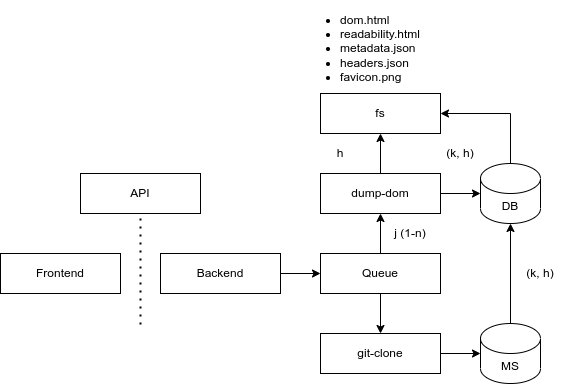 dom.html
readability.html
metadata.json
headers.json
favicon.png
fs
h
(k, h)
API
dump-dom
DB
j (1-n)
Frontend
Backend
Queue
(k, h)
git-clone
MS